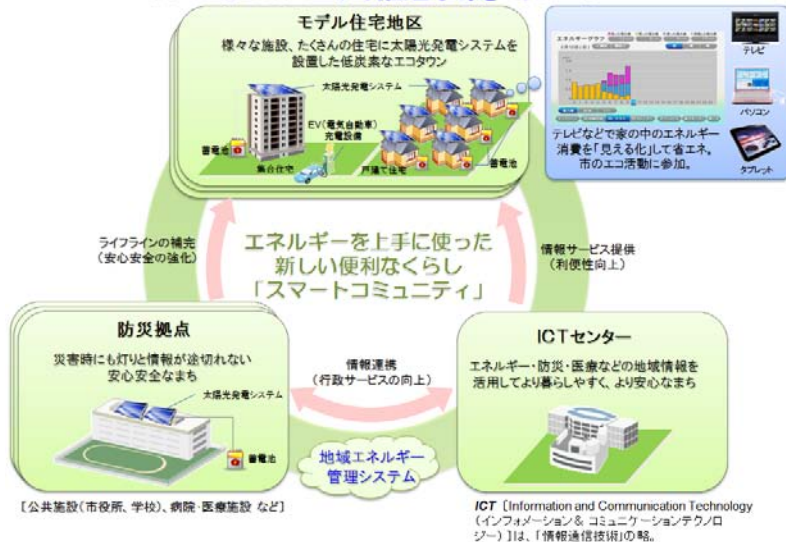 モデル住宅地区
様々な施設、たくさんの住宅に太陽光発電システムを
設置した低炭素なエコタウン
太陽光発電システム
EV(電気自動車)
充電設備
蓄電池
集合住宅
戸建て住宅
蓄電池
エネルギーグラフ
テレビ
パソコン
タブレット
テレビなどで家の中のエネルギー
消費を「見える化」して省エネ。
市のエコ活動に参加。
ライフラインの補完
(安心安全の強化)
エネルギーを上手に使った
新しい便利なくらし
「スマートコミュニティ」
情報サービス提供
(利便性向上)
防災拠点
災害時にも灯りと情報が途切れない
安心安全なまち
太陽光発電システム
蓄電池
情報連携
(行政サービスの向上)
ICTセンター
エネルギー・防災・医療などの地域情報を
活用してより暮らしやすく、より安心なまち
地域エネルギー
管理システム
[公共施設(市役所、学校)、病院・医療施設 など]
ICT [Information and Communication Technology
(インフォメーション& コミュニケーションテクノロ
ジー)]は、「情報通信技術」の略。